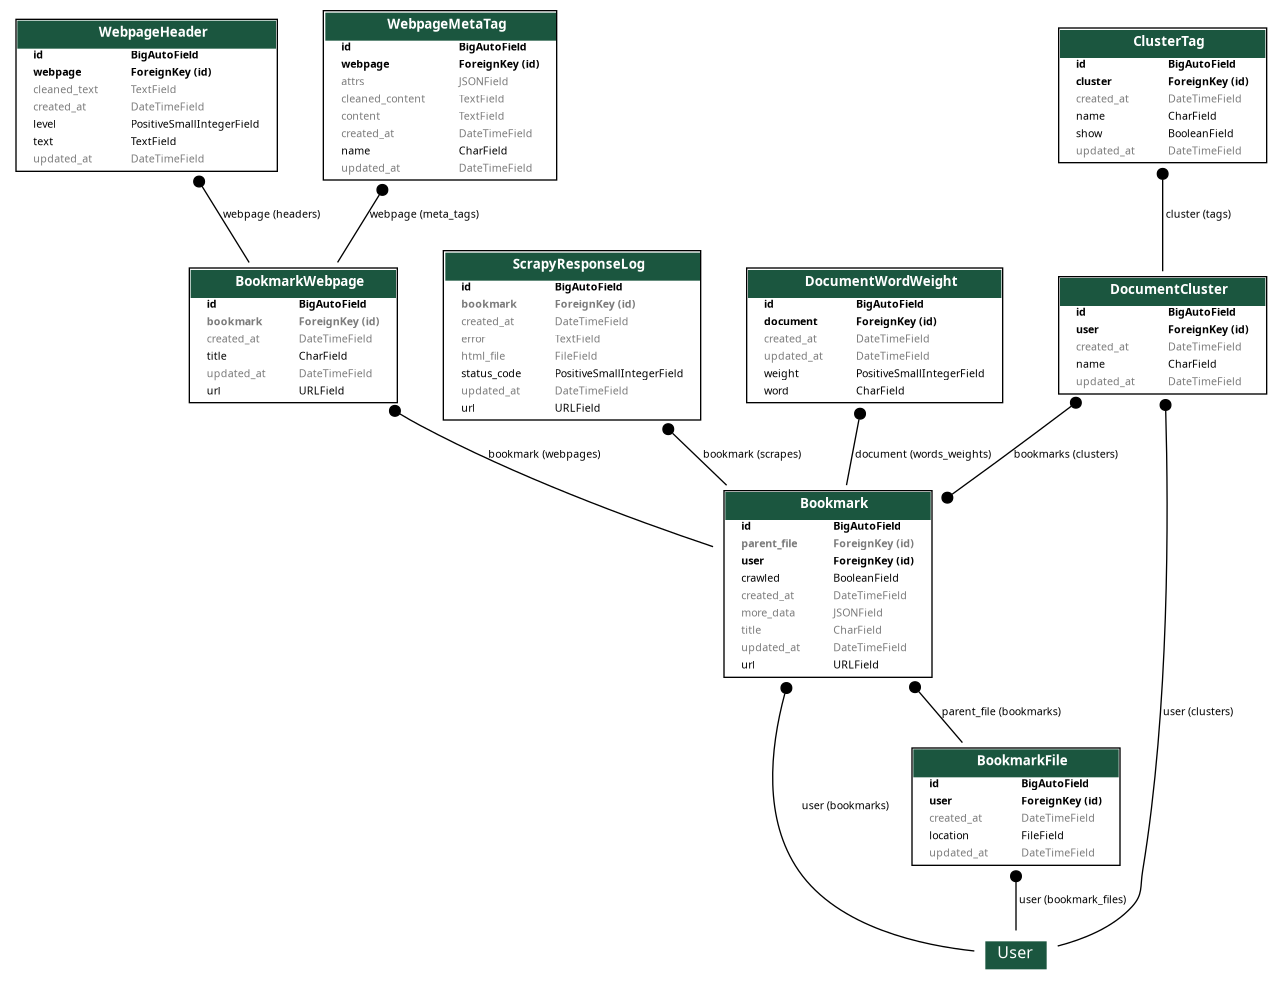 WebpageHeader
id BigAutoField
webpage ForeignKey (id)
cleaned_text TextField
created_at DateTimeField
level PositiveSmallIntegerField
text TextField
updated_at DateTimeField
WebpageMetaTag
id BigAutoField
webpage ForeignKey (id)
attrs JSONField
cleaned_content TextField
content TextField
created_at DateTimeField
name CharField
updated_at DateTimeField
ClusterTag
id BigAutoField
cluster ForeignKey (id)
created_at DateTimeField
name CharField
show BooleanField
updated_at DateTimeField
webpage (headers)
webpage (meta_tags)
cluster (tags)
BookmarkWebpage
id BigAutoField
bookmark ForeignKey (id)
created_at DateTimeField
title CharField
updated_at DateTimeField
url URLField
ScrapyResponseLog
id BigAutoField
bookmark ForeignKey (id)
created_at DateTimeField
error TextField
html_file FileField
status_code PositiveSmallIntegerField
updated_at DateTimeField
url URLField
DocumentWordWeight
id BigAutoField
document ForeignKey (id)
created_at DateTimeField
updated_at DateTimeField
weight PositiveSmallIntegerField
word CharField
DocumentCluster
id BigAutoField
user ForeignKey (id)
created_at DateTimeField
name CharField
updated_at DateTimeField
bookmark (webpages)
bookmark (scrapes)
document (words_weights)
bookmarks (clusters)
Bookmark
id BigAutoField
parent_file ForeignKey (id)
user ForeignKey (id)
crawled BooleanField
created_at DateTimeField
more_data JSONField
title CharField
updated_at DateTimeField
url URLField
parent_file (bookmarks)
user (clusters)
BookmarkFile
id BigAutoField
user ForeignKey (id)
created_at DateTimeField
location FileField
updated_at DateTimeField
user (bookmarks)
user (bookmark_files)
User